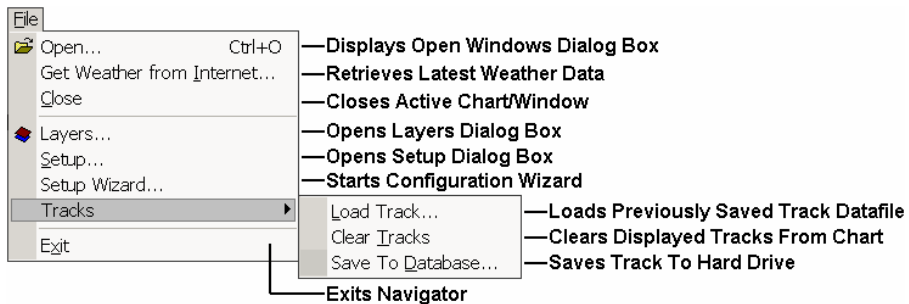 File
Open... Ctrl+O Displays Open Windows Dialog Box
Get Weather from Internet... Retrieves Latest Weather Data
Close Closes Active Chart/Window
Layers... Opens Layers Dialog Box
Setup... Opens Setup Dialog Box
Setup Wizard... Starts Configuration Wizard
Tracks Load Track... Loads Previously Saved Track Datafile
Clear Tracks Clears Displayed Tracks From Chart
Exit Save To Database... Saves Track To Hard Drive
Exits Navigator